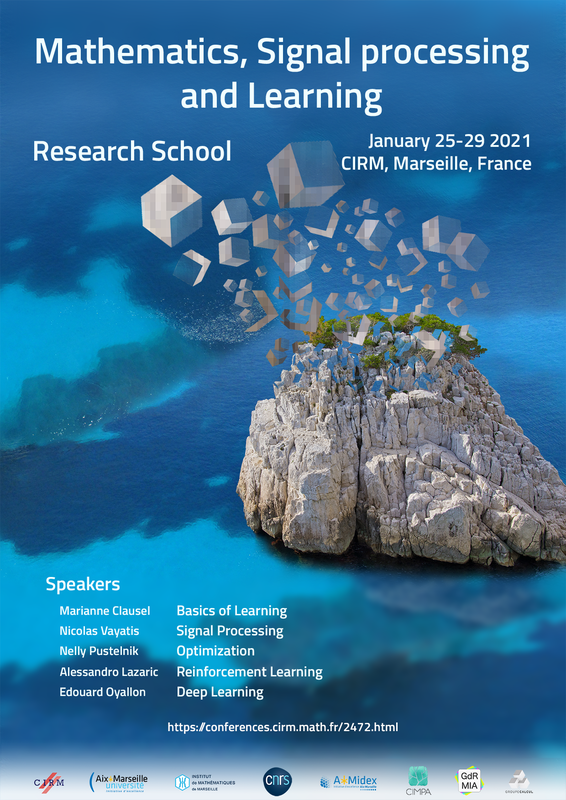 Mathematics, Signal processing
and Learning
Research School
January 25-29 2021
CIRM, Marseille, France
Speakers
Marianne Clausel Basics of Learning
Nicolas Vayatis Signal Processing
Nelly Pustelnik Optimization
Alessandro Lazaric Reinforcement Learning
Edouard Oyallon Deep Learning
https://conferences.cirm.math.fr/2472.html
CIRM
Aix*Marseille
université
INSTITUT
DE MATHÉMATIQUES
DE MARSEILLE
cnrs
A*Midex
CIMPA
GdR
MIA
GROUPE CALCUL